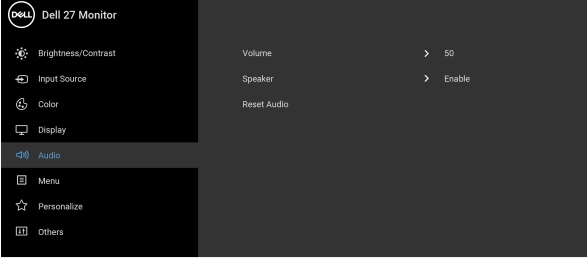 DELL Dell 27 Monitor
Brightness/Contrast
Volume 50
Input Source
Speaker Enable
Color
Reset Audio
Display
Audio
Menu
Personalize
Others